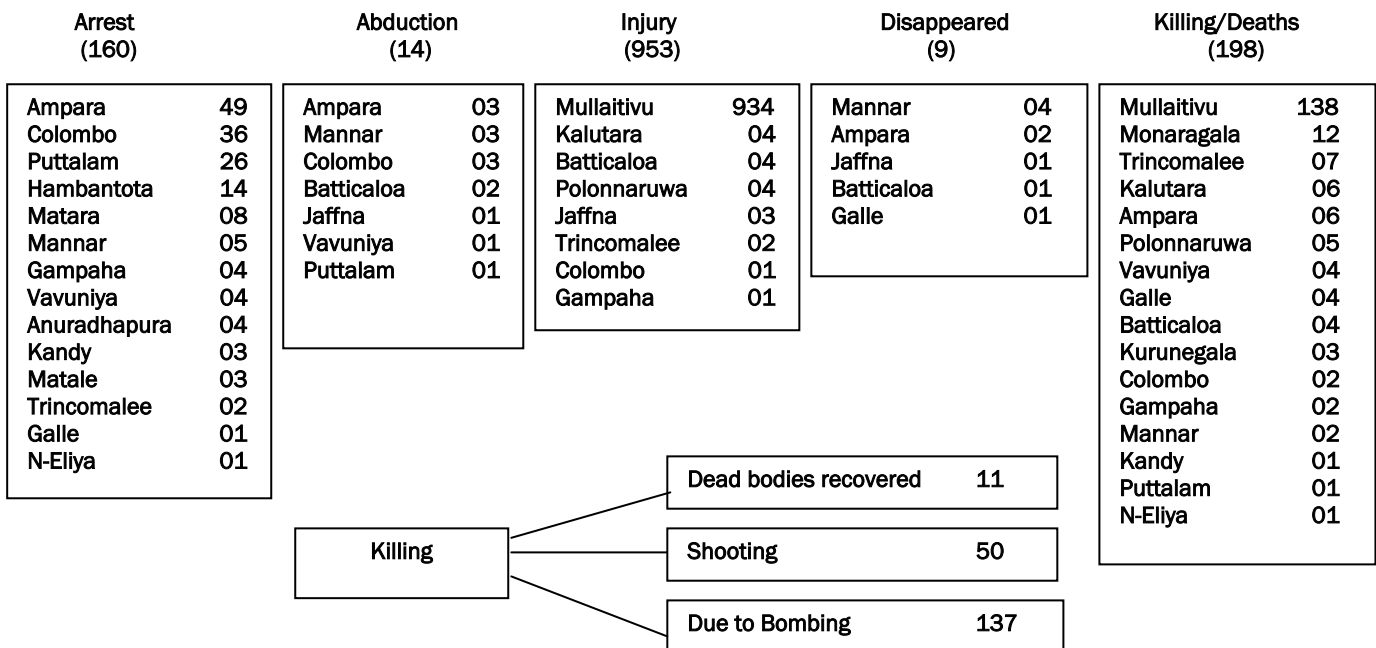 Arrest
(160)
Ampara 49
Colombo 36
Puttalam 26
Hambantota 14
Matara 08
Mannar 05
Gampaha 04
Vavuniya 04
Anuradhapura 04
Kandy 03
Matale 03
Trincomalee 02
Galle 01
N-Eliya 01
Abduction
(14)
Ampara 03
Mannar 03
Colombo 03
Batticaloa 02
Jaffna 01
Vavuniya 01
Puttalam 01
Injury
(953)
Mullaitivu 934
Kalutara 04
Batticaloa 04
Polonnaruwa 04
Jaffna 03
Trincomalee 02
Colombo 01
Gampaha 01
Disappeared
(9)
Mannar 04
Ampara 02
Jaffna 01
Batticaloa 01
Galle 01
Killing/Deaths
(198)
Mullaitivu 138
Monaragala 12
Trincomalee 07
Kalutara 06
Ampara 06
Polonnaruwa 05
Vavuniya 04
Galle 04
Batticaloa 04
Kurunegala 03
Colombo 02
Gampaha 02
Mannar 02
Kandy 01
Puttalam 01
N-Eliya 01
Killing
Dead bodies recovered 11
Shooting 50
Due to Bombing 137